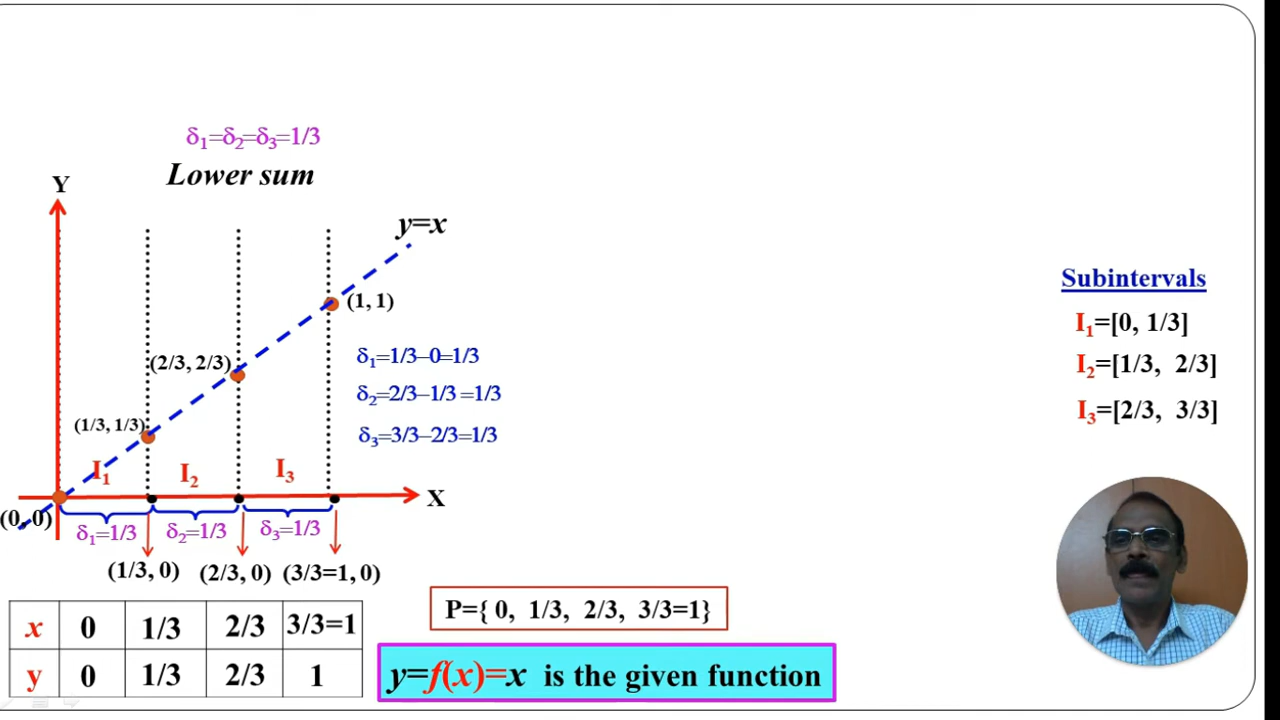 δ₁=δ₂=δ₃=1/3
Lower sum
Y
y=x
(1, 1)
(2/3, 2/3)
(1/3, 1/3)
δ₁=1/3–0=1/3
δ₂=2/3–1/3 =1/3
δ₃=3/3–2/3=1/3
I₁ I₂ I₃
X
(0, 0)
δ₁=1/3 δ₂=1/3 δ₃=1/3
(1/3, 0) (2/3, 0) (3/3=1, 0)
x 0 1/3 2/3 3/3=1
y 0 1/3 2/3 1
P={ 0, 1/3, 2/3, 3/3=1}
y=f(x)=x is the given function
Subintervals
I₁=[0, 1/3]
I₂=[1/3, 2/3]
I₃=[2/3, 3/3]